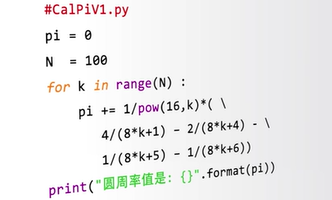 #CalPiV1.py
pi = 0
N = 100
for k in range(N) :
pi += 1/pow(16,k)*( \
4/(8*k+1) - 2/(8*k+4) - \
1/(8*k+5) - 1/(8*k+6))
print("圆周率值是: {}".format(pi))